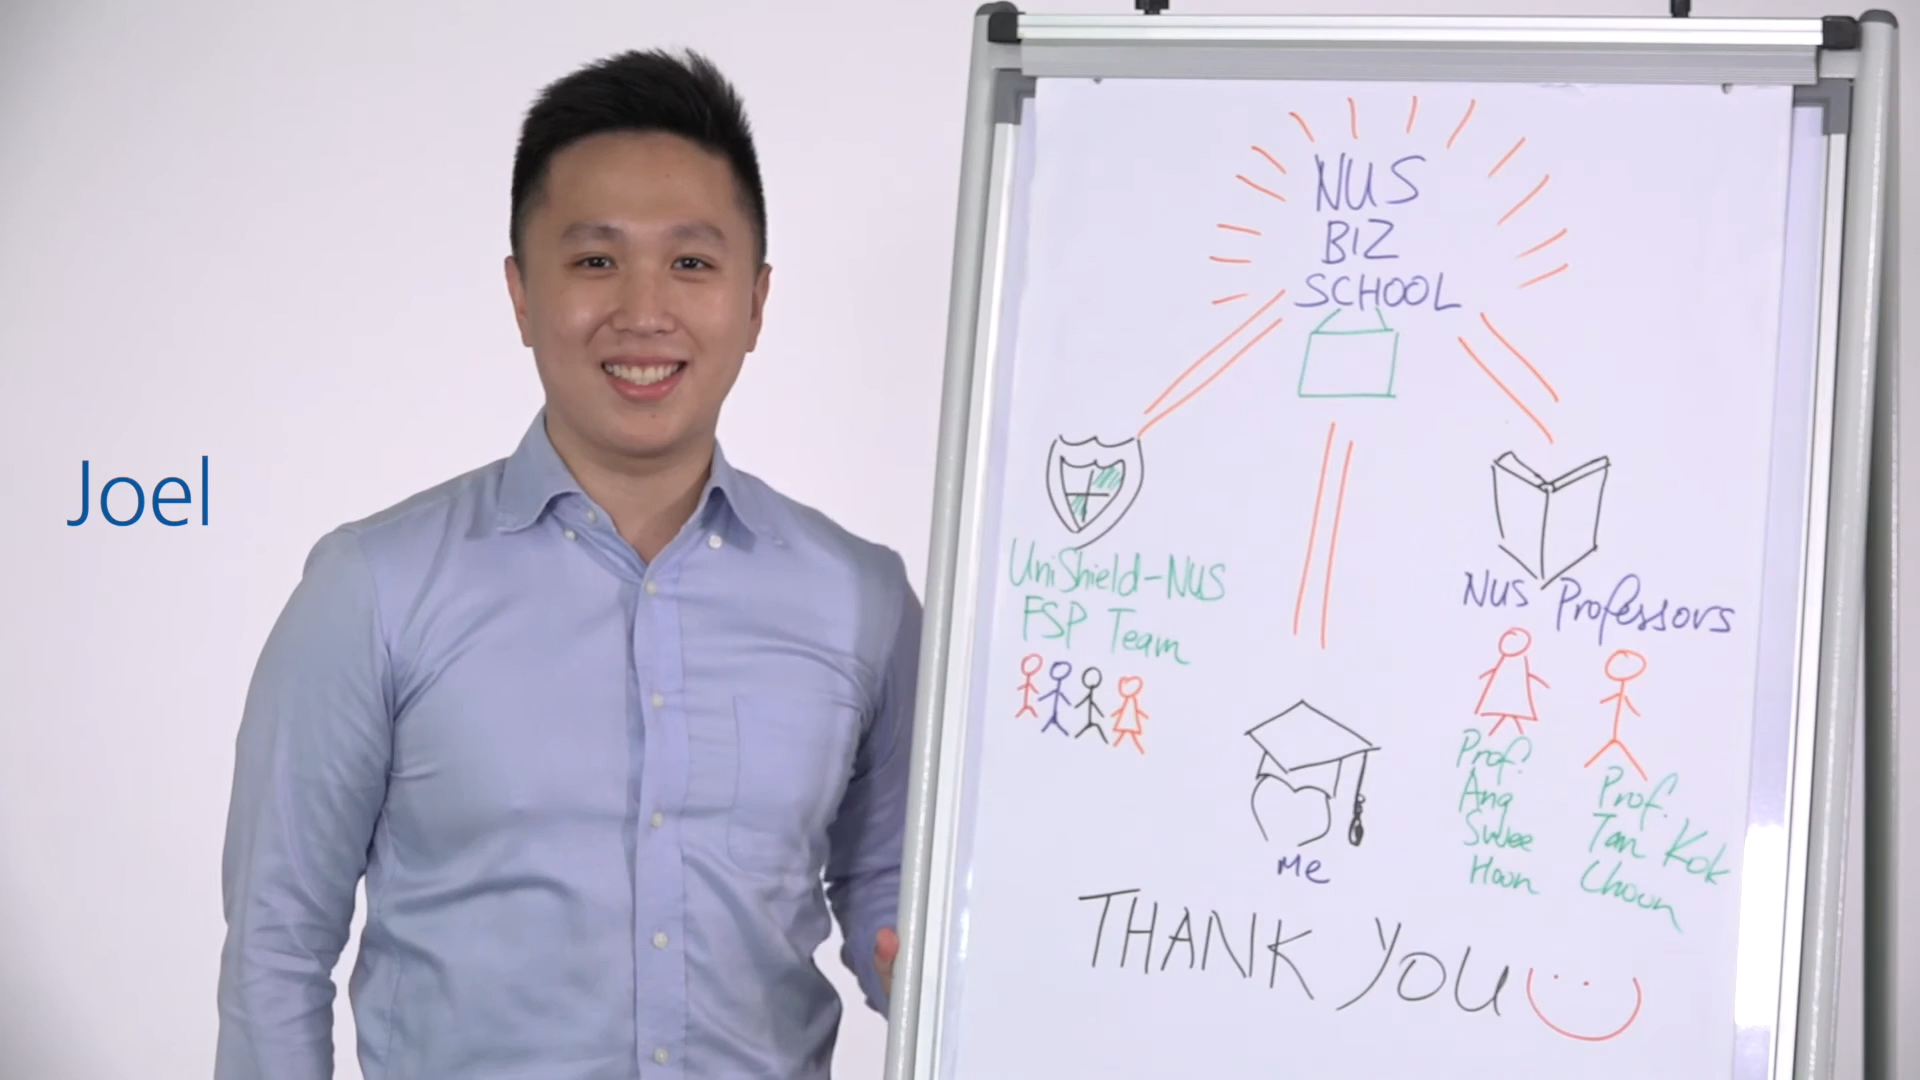 Joel
NUS
BIZ
SCHOOL
UniShield-NUS
FSP Team
NUS Professors
Prof.
Ang
Swee
Hoon
Prof.
Tan Kok
Choon
Me
THANK YOU